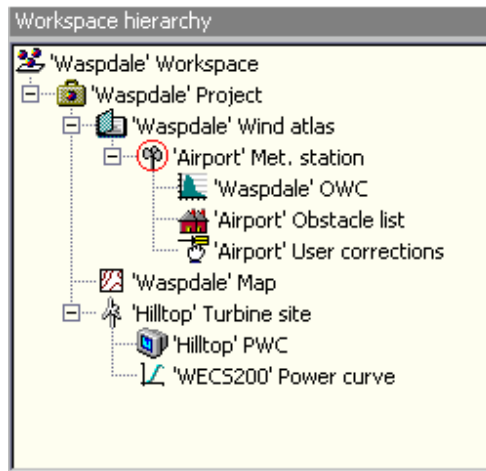 Workspace hierarchy
'Waspdale' Workspace
'Waspdale' Project
'Waspdale' Wind atlas
'Airport' Met. station
'Waspdale' OWC
'Airport' Obstacle list
'Airport' User corrections
'Waspdale' Map
'Hilltop' Turbine site
'Hilltop' PWC
'WECS200' Power curve